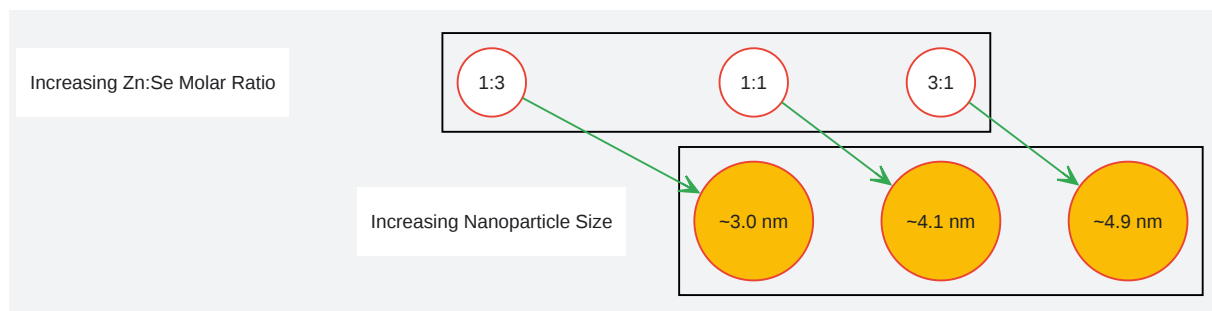 Increasing Zn:Se Molar Ratio
1:3
1:1
3:1
Increasing Nanoparticle Size
~3.0 nm
~4.1 nm
~4.9 nm